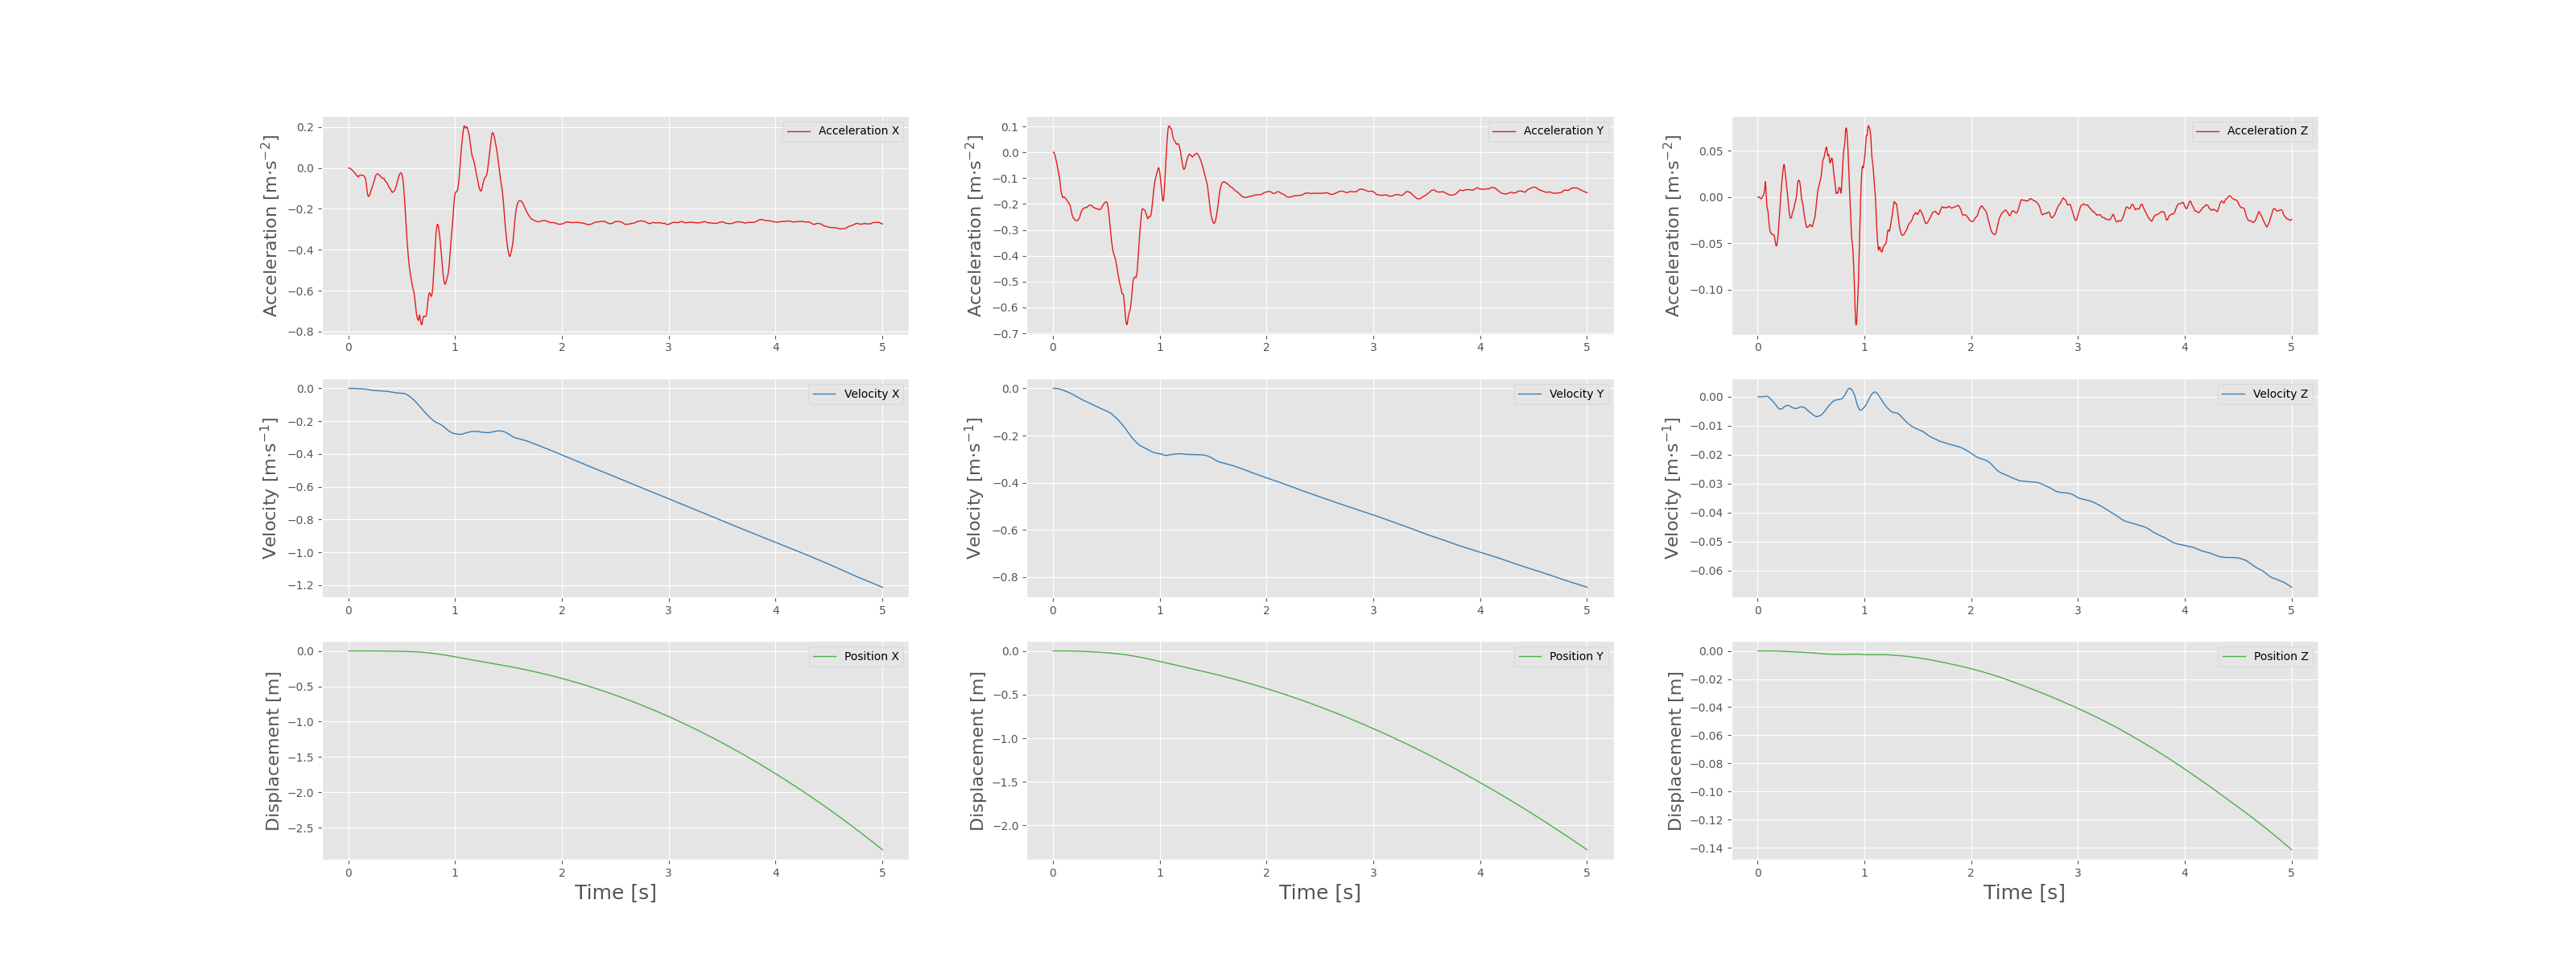 Acceleration [m·s⁻²]
0.2
0.0
−0.2
−0.4
−0.6
−0.8
Acceleration X
0 1 2 3 4 5
Acceleration [m·s⁻²]
0.1
0.0
−0.1
−0.2
−0.3
−0.4
−0.5
−0.6
−0.7
Acceleration Y
0 1 2 3 4 5
Acceleration [m·s⁻²]
0.05
0.00
−0.05
−0.10
Acceleration Z
0 1 2 3 4 5
Velocity [m·s⁻¹]
0.0
−0.2
−0.4
−0.6
−0.8
−1.0
−1.2
Velocity X
0 1 2 3 4 5
Velocity [m·s⁻¹]
0.0
−0.2
−0.4
−0.6
−0.8
Velocity Y
0 1 2 3 4 5
Velocity [m·s⁻¹]
0.00
−0.01
−0.02
−0.03
−0.04
−0.05
−0.06
Velocity Z
0 1 2 3 4 5
Displacement [m]
0.0
−0.5
−1.0
−1.5
−2.0
−2.5
Position X
0 1 2 3 4 5
Time [s]
Displacement [m]
0.0
−0.5
−1.0
−1.5
−2.0
Position Y
0 1 2 3 4 5
Time [s]
Displacement [m]
0.00
−0.02
−0.04
−0.06
−0.08
−0.10
−0.12
−0.14
Position Z
0 1 2 3 4 5
Time [s]